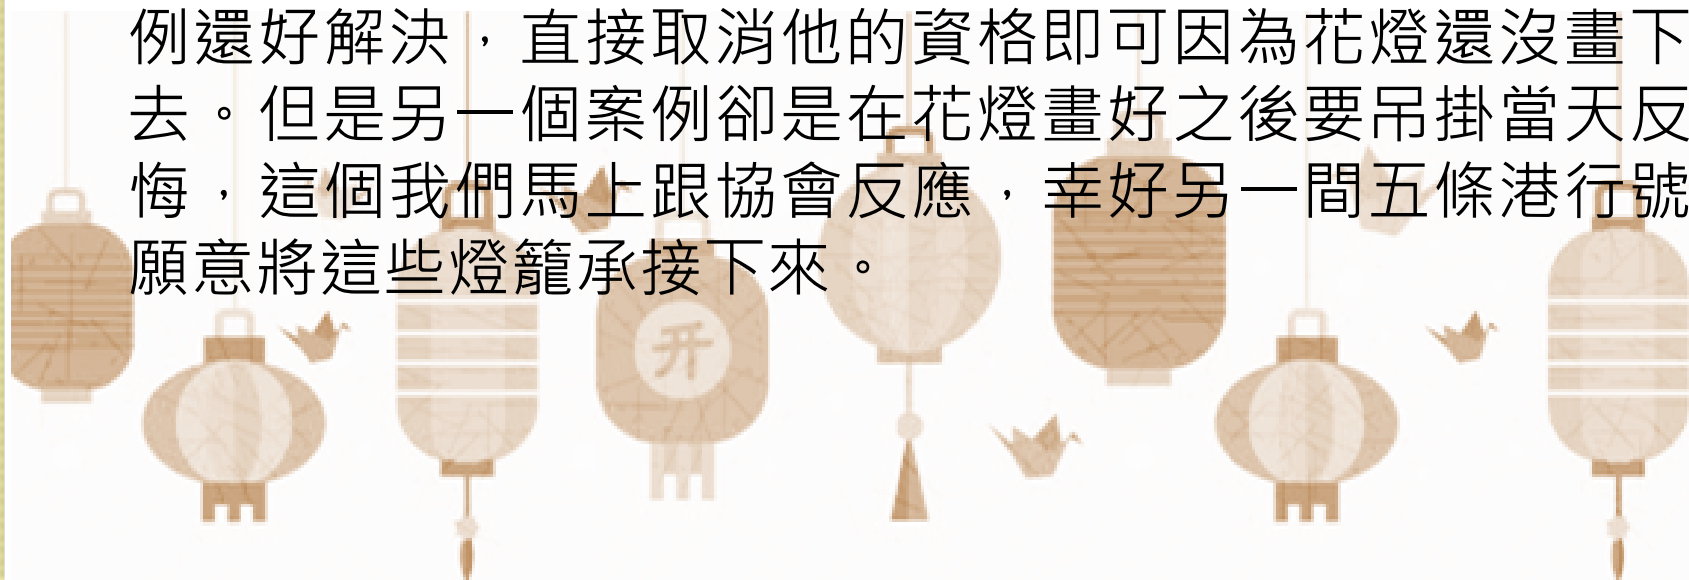 例還好解決，直接取消他的資格即可因為花燈還沒畫下
去。但是另一個案例卻是在花燈畫好之後要吊掛當天反
悔，這個我們馬上跟協會反應，幸好另一間五條港行號
願意將這些燈籠承接下來。
开